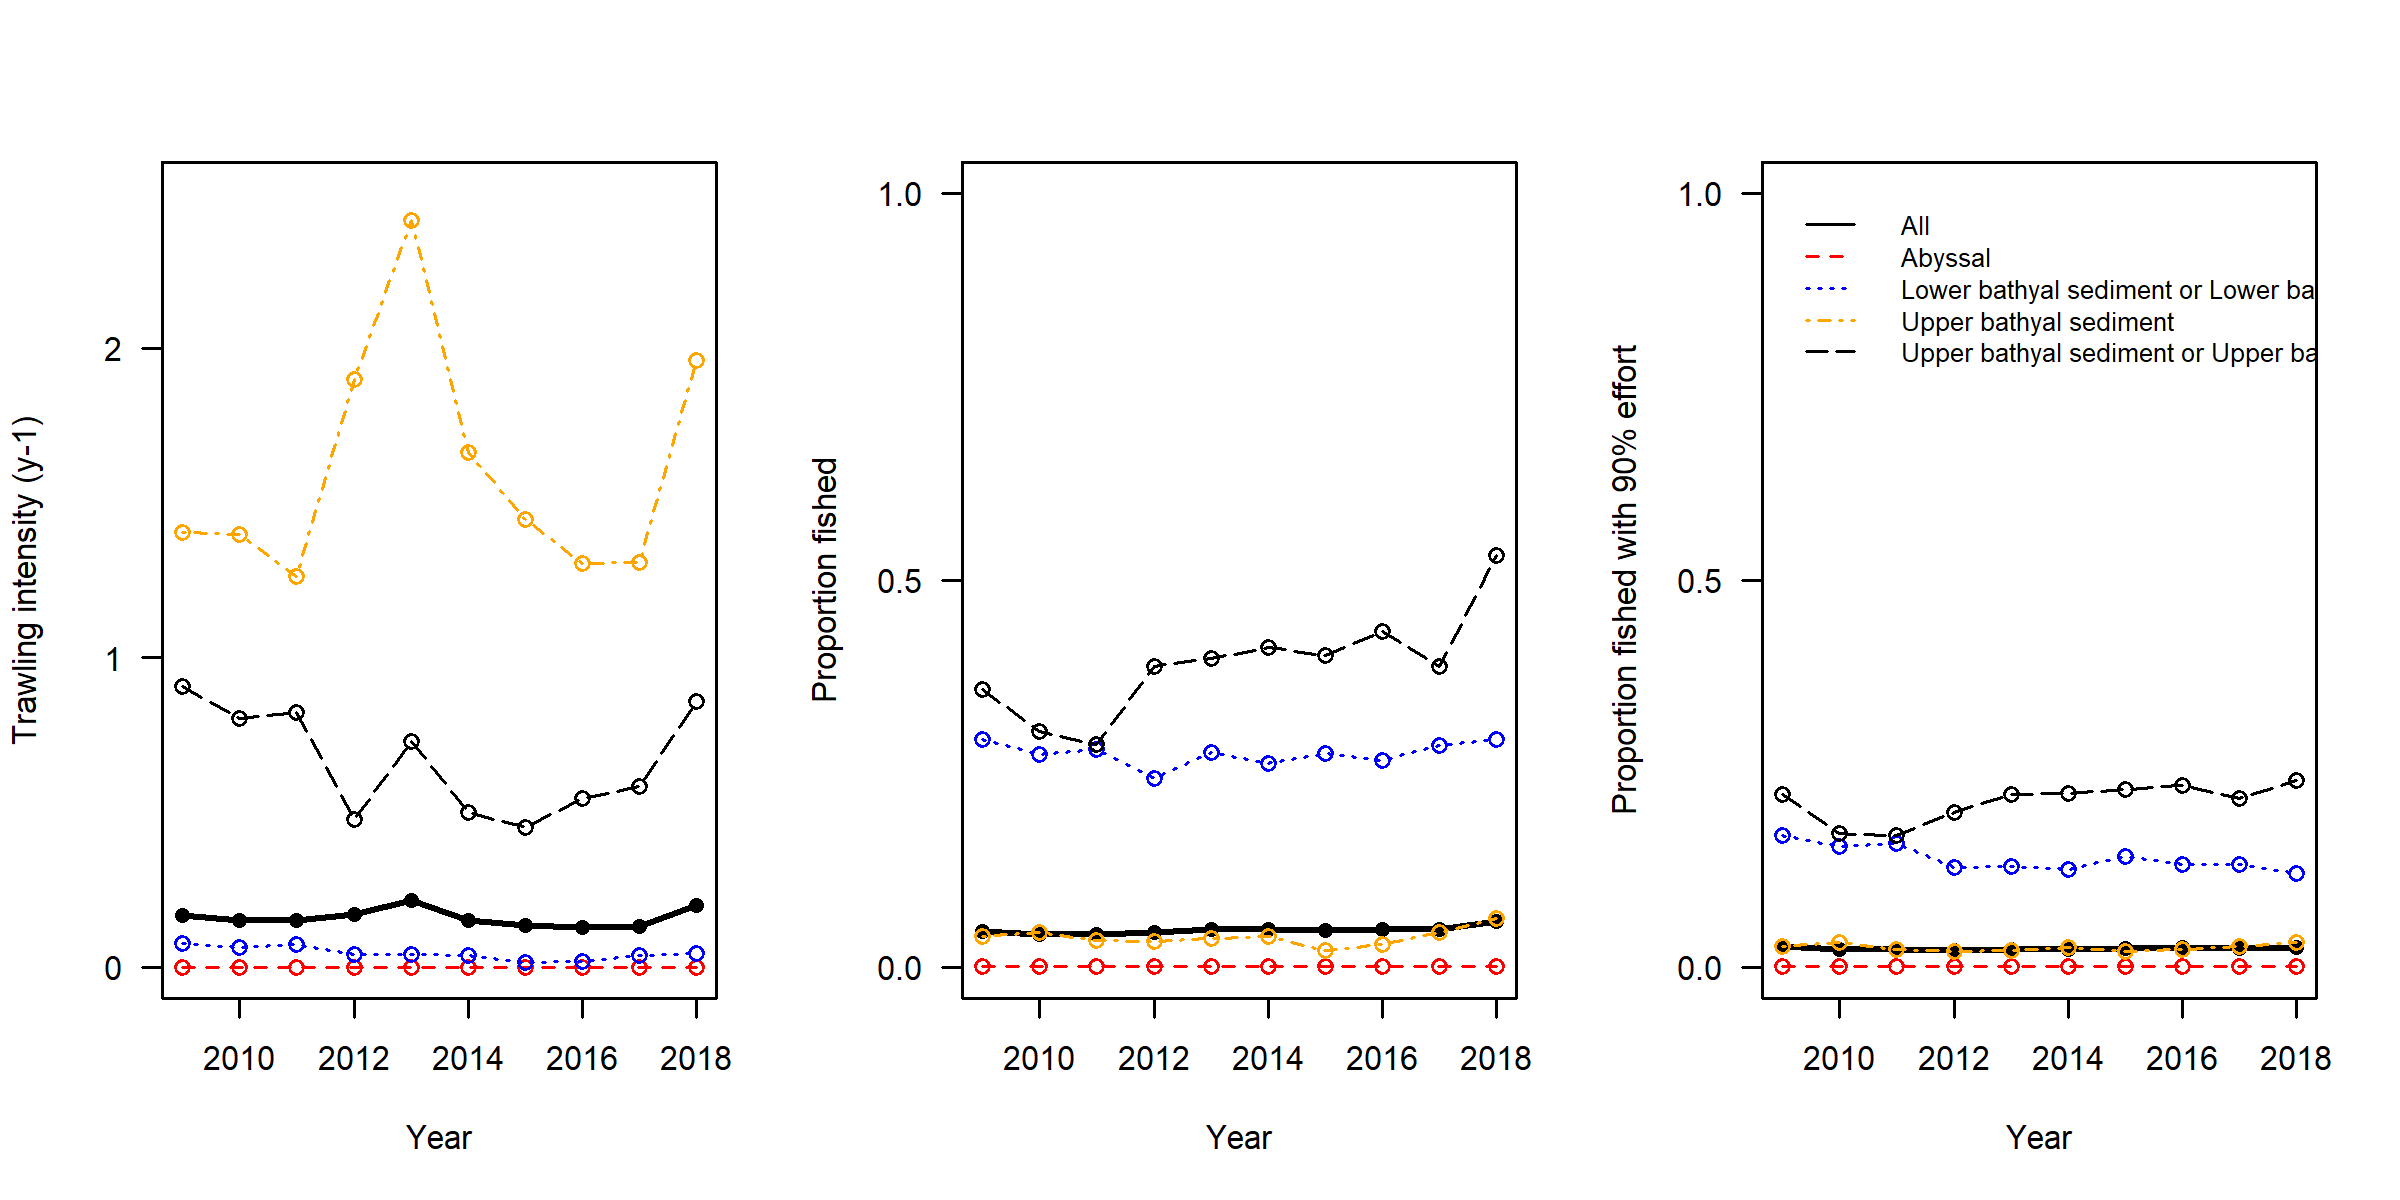 Trawling intensity (y-1)
2
1
0
2010 2012 2014 2016 2018
Year
Proportion fished
1.0
0.5
0.0
2010 2012 2014 2016 2018
Year
Proportion fished with 90% effort
1.0
0.5
0.0
All
Abyssal
Lower bathyal sediment or Lower ba
Upper bathyal sediment
Upper bathyal sediment or Upper ba
2010 2012 2014 2016 2018
Year